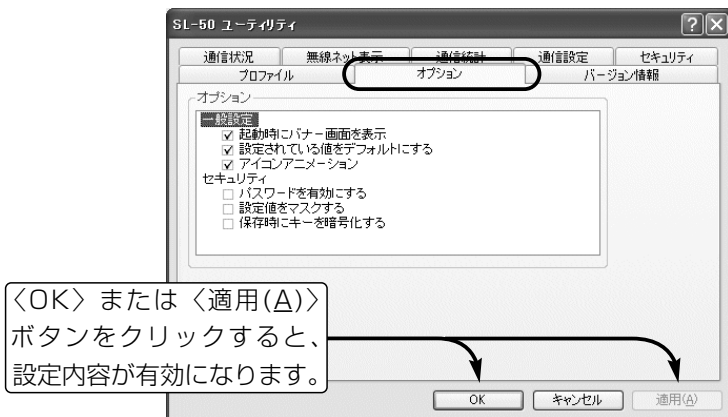 SL-50 ユーティリティ
通信状況 無線ネット表示 通信統計 通信設定 セキュリティ
プロファイル オプション バージョン情報
オプション
一般設定
起動時にバナー画面を表示
設定されている値をデフォルトにする
アイコンアニメーション
セキュリティ
パスワードを有効にする
設定値をマスクする
保存時にキーを暗号化する
〈OK〉または〈適用(A)〉
ボタンをクリックすると、
設定内容が有効になります。
OK キャンセル 適用(A)